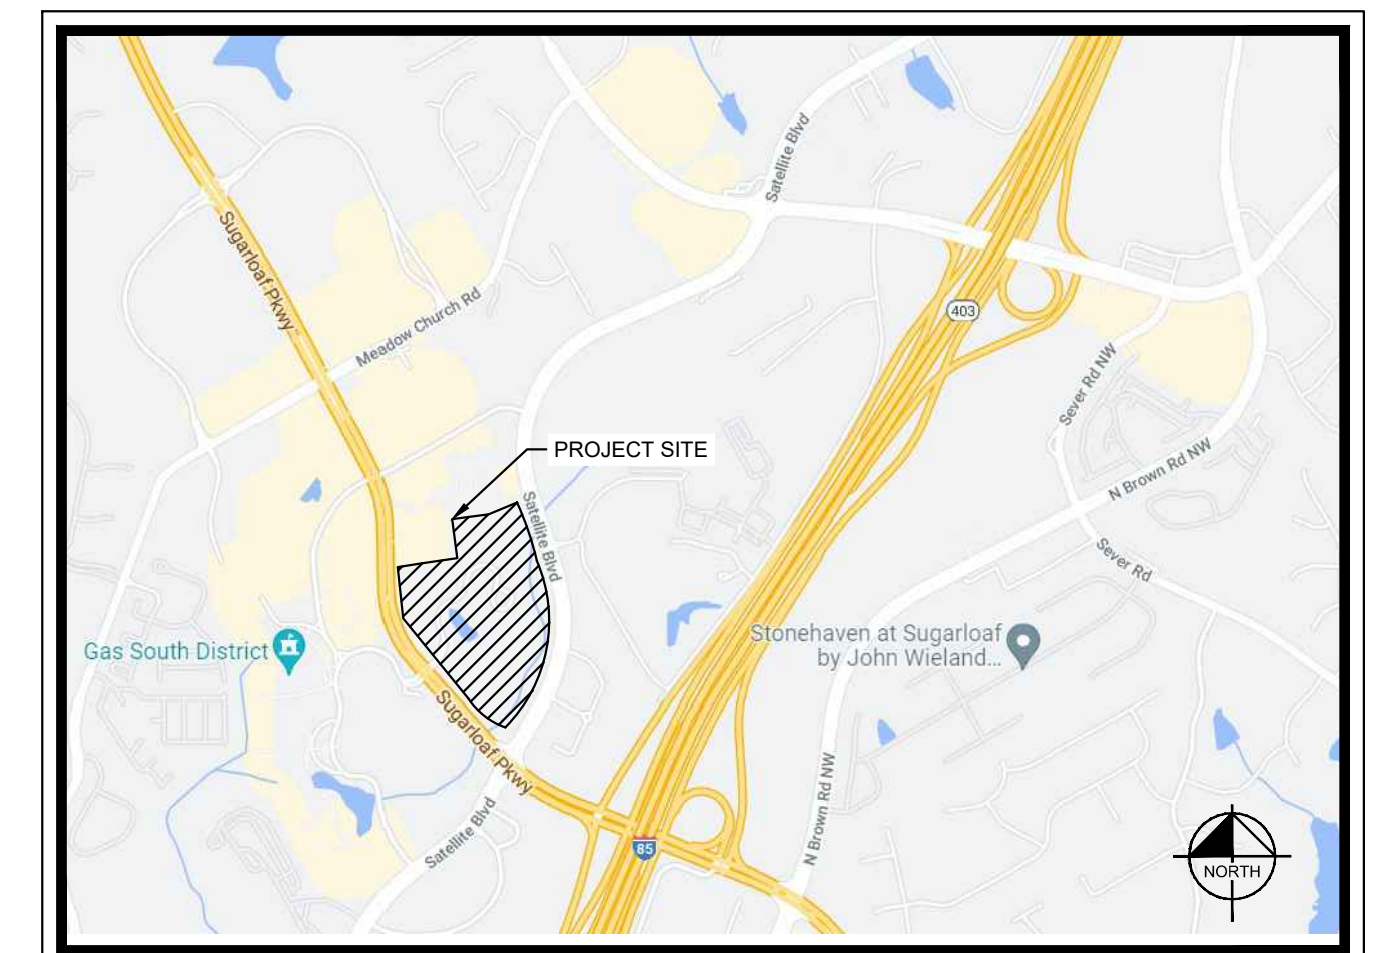 Satellite Blvd
Sugarloaf Pkwy
403
Meadow Church Rd
Sever Rd NW
PROJECT SITE
N Brown Rd NW
Satellite Blvd
Sever Rd
Gas South District
Stonehaven at Sugarloaf
by John Wieland...
Sugarloaf Pkwy
N Brown Rd NW
Satellite Blvd
85
NORTH